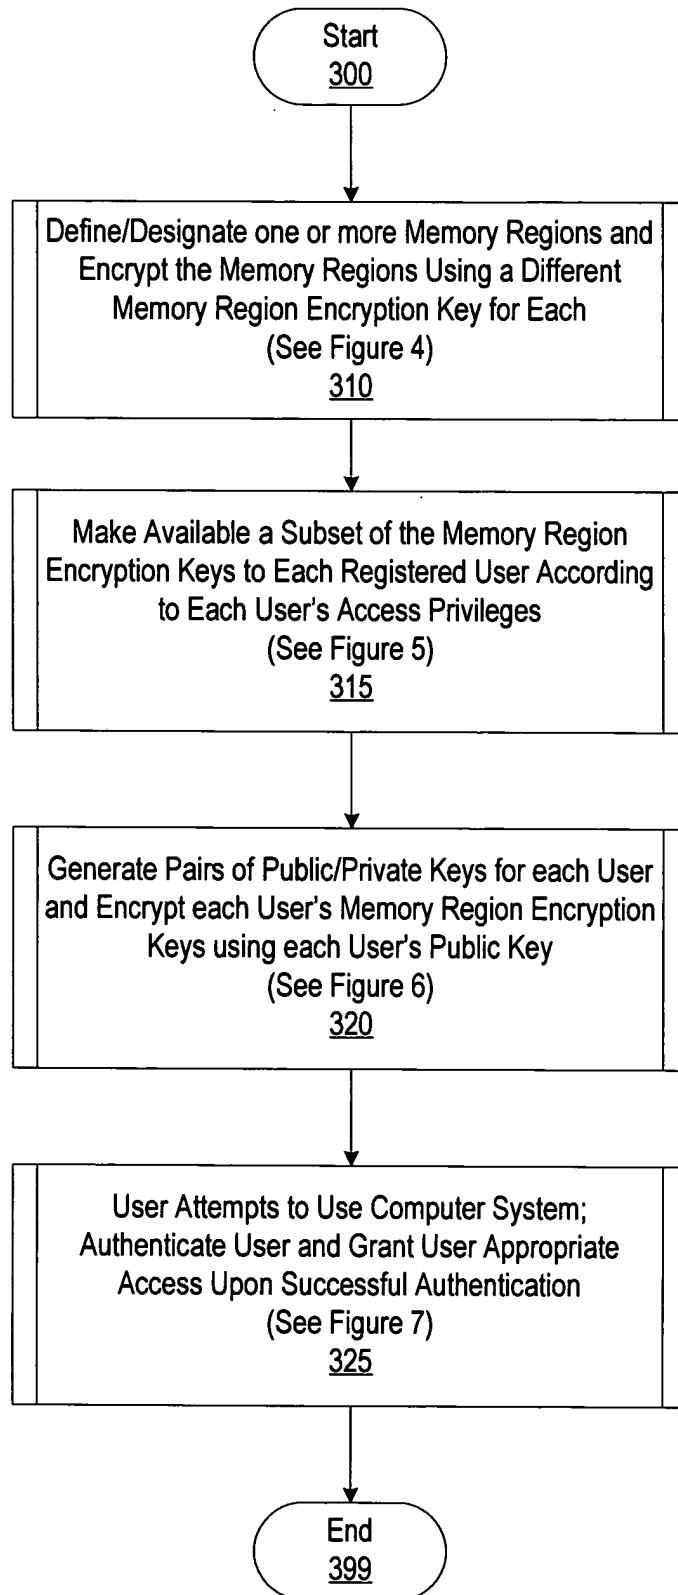 Start
300
Define/Designate one or more Memory Regions and
Encrypt the Memory Regions Using a Different
Memory Region Encryption Key for Each
(See Figure 4)
310
Make Available a Subset of the Memory Region
Encryption Keys to Each Registered User According
to Each User's Access Privileges
(See Figure 5)
315
Generate Pairs of Public/Private Keys for each User
and Encrypt each User's Memory Region Encryption
Keys using each User's Public Key
(See Figure 6)
320
User Attempts to Use Computer System;
Authenticate User and Grant User Appropriate
Access Upon Successful Authentication
(See Figure 7)
325
End
399